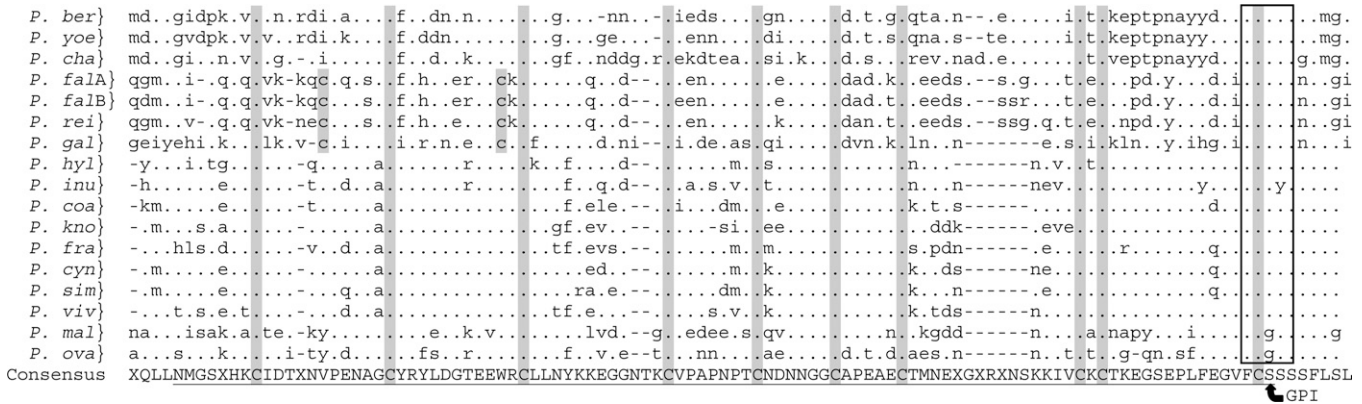 P. ber} md..gidpk.v..n.rdi.a....f..dn.n.......g...-nn..-.ieds...gn.....d.t.g.qta.n..-.e.....i..t.keptpnayyd..........mg.
P. yoe} md..gvdpk.v.v..rdi.k....f.ddn.........g...ge...-..enn...di.....d.t.s.qna.s--te......i..t.keptpnayy...........mg.
P. cha} md..gi..n.v..g.-..i.....f..d..k.......gf..nddg.r.ekdtea..si.k...d..s..rev.nad.e.......t.veptpnayyd.........g.mg.
P. falA} qgm..i-.q.q.vk-kqc.q.s..f.h..er..ck......q..d--...en........dad.k.eeds.--s.g...t.e...pd.y..d.i.....n..gi
P. falB} qdm..i-.q.q.vk-kqc...s..f.h..er..ck......q..d--..een........dad.t.eeds.--ssr...t.e...pd.y..d.i.....n..gi
P. rei} qgm..v-.q.q.vk-nec...s..f.h..e...ck......q..d--...en....e...dan.t.eeds.--ssg.q.t.e..npd.y..d.i.....n..gi
P. gal} geiyehi.k...lk.v-c.i.....i.r.n.e..c...f......d.ni--..i.de.as.qi.....dvn.k.ln..n..-------..e.s.i.kln..y.ihg.i.....n...i
P. hyl} -y...i.tg......-q.....a.......r.....k.f...d--.......m..s............n...------n.v..t..........................
P. inu} -h......e.....-t..d..a.............f..q.d--...a.s.v..t............n..n------nev............y......y.....
P. coa} -km.....e.....-t.....a...............f.ele.--..i..dm..e...........k.t.s------..............d...........
P. kno} -.m...s.a.....-.....................gf.ev...--...-si..ee............ddk.----eve........................
P. fra} -...hls.d.....-v..d..a..............tf.evs..--......m..m...........s.pdn------.e.....r.......q...........
P. cyn} -.m.....e.....-......a................ed..--......m..k...........k..ds------ne..............q...........
P. sim} -.m.....e.....-..q..a................ra.e.--.....dm..k...........k..n------.e..............q..........
P. viv} -...t.s.e.t...-..d..................tf.e...--.....s.v..k...........k.tds------n..........................
P. mal} na...isak.a.te.-ky........e..k.v........lvd..-g..edee.s.qv........n..kgdd------n....a.napy...i......g.....g
P. ova} a...s...k.....i-ty.d......fs..r......f..v.e--t..nn...ae.....d.t.daes.n------n..t.t..g-qn.sf......g.......
Consensus XQLLNMGSXHKCIDTXNVPENAGCYRYLDGTEEWRCLLNYKKEGGNTKCVPAPNPTCNDNNGGCAPEAECTMNEXGXRXNSKKIVCKCTKEGSEPLFEGVFCSSSSFLSL
GPI